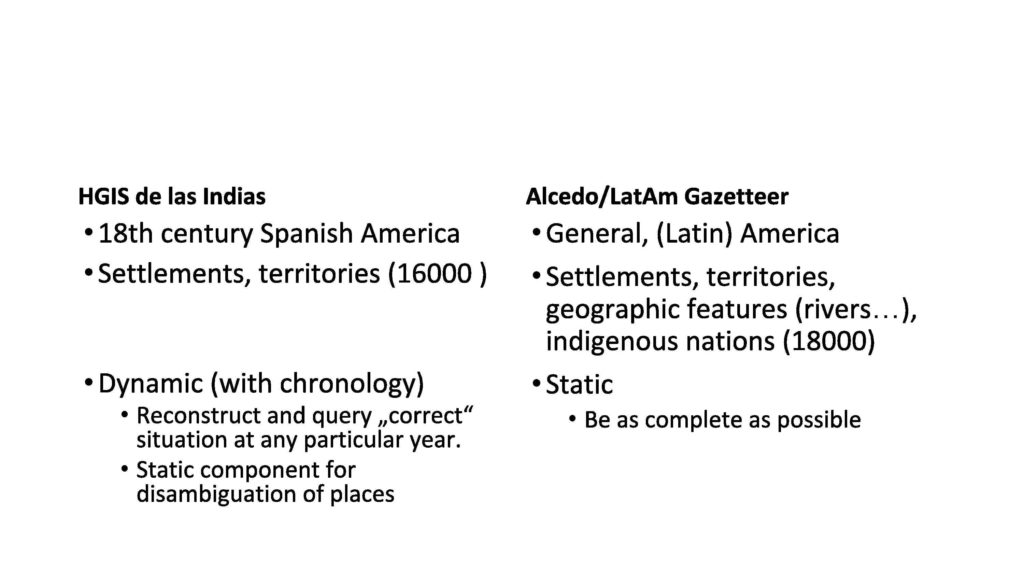 HGIS de las Indias
• 18th century Spanish America
• Settlements, territories (16000 )
• Dynamic (with chronology)
• Reconstruct and query „correct“
situation at any particular year.
• Static component for
disambiguation of places
Alcedo/LatAm Gazetteer
• General, (Latin) America
• Settlements, territories,
geographic features (rivers…),
indigenous nations (18000)
• Static
• Be as complete as possible